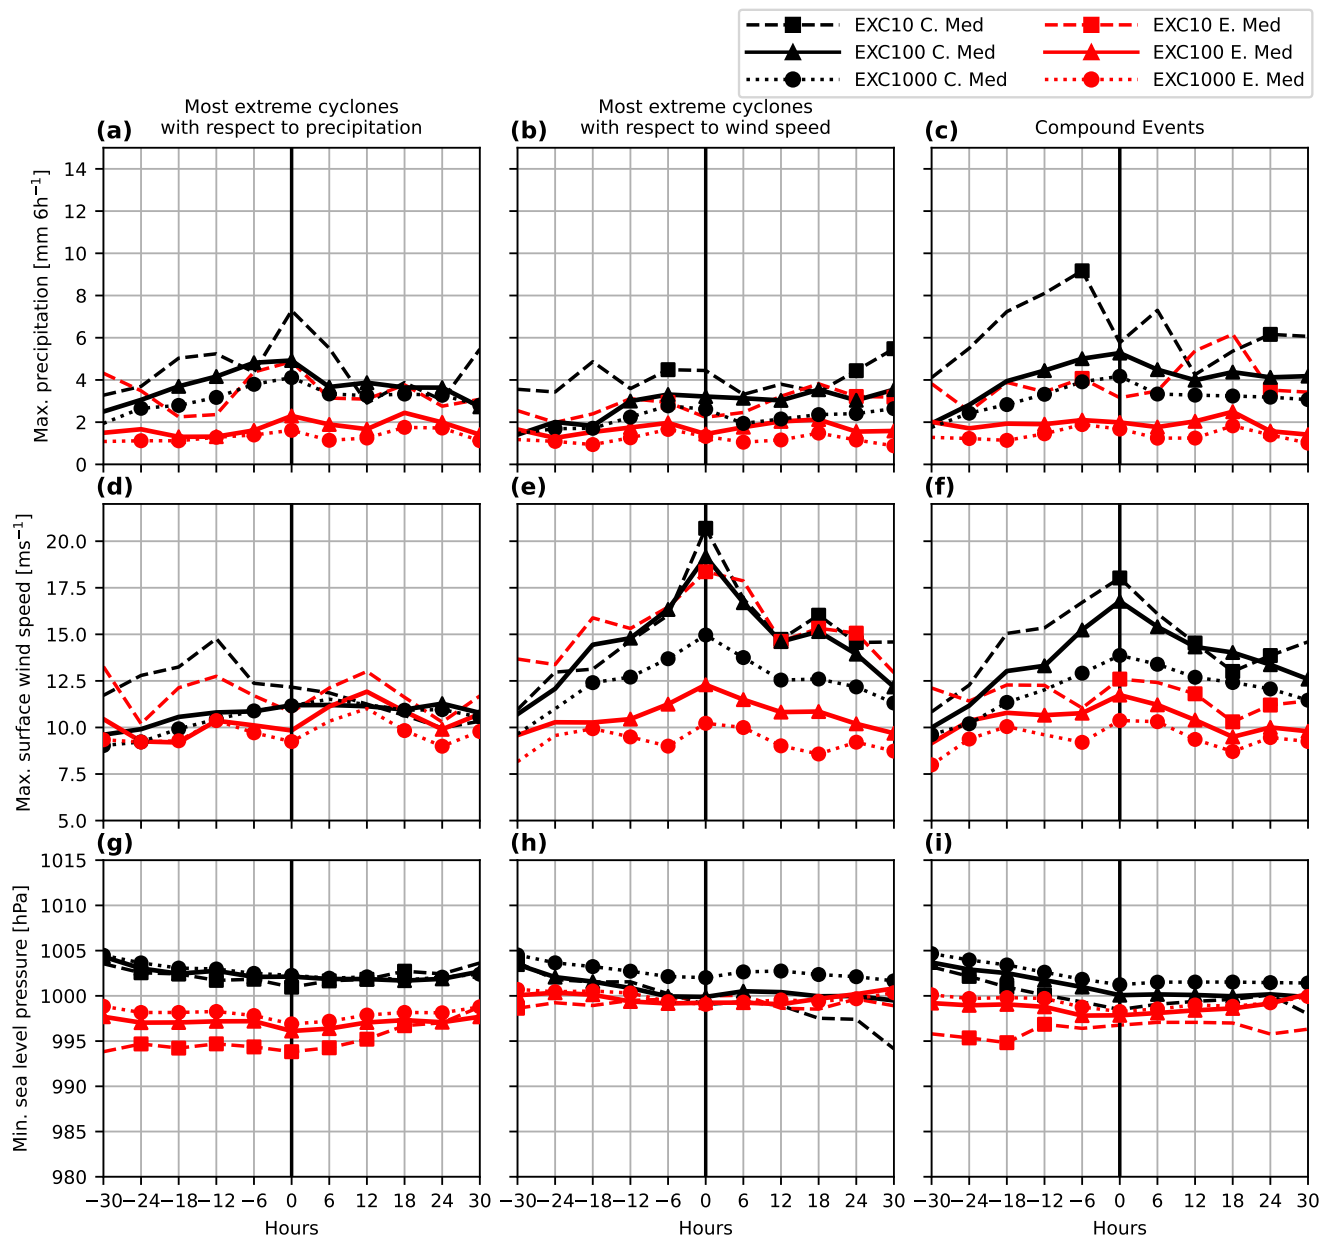 EXC10 C. Med
EXC100 C. Med
EXC1000 C. Med
EXC10 E. Med
EXC100 E. Med
EXC1000 E. Med
Most extreme cyclones
with respect to precipitation
Most extreme cyclones
with respect to wind speed
Compound Events
(a)
(b)
(c)
Max. precipitation [mm 6h⁻¹]
14
12
10
8
6
4
2
0
(d)
(e)
(f)
Max. surface wind speed [ms⁻¹]
20.0
17.5
15.0
12.5
10.0
7.5
5.0
(g)
(h)
(i)
Min. sea level pressure [hPa]
1015
1010
1005
1000
995
990
985
980
−30 −24 −18 −12 −6 0 6 12 18 24 30
−30 −24 −18 −12 −6 0 6 12 18 24 30
−30 −24 −18 −12 −6 0 6 12 18 24 30
Hours
Hours
Hours